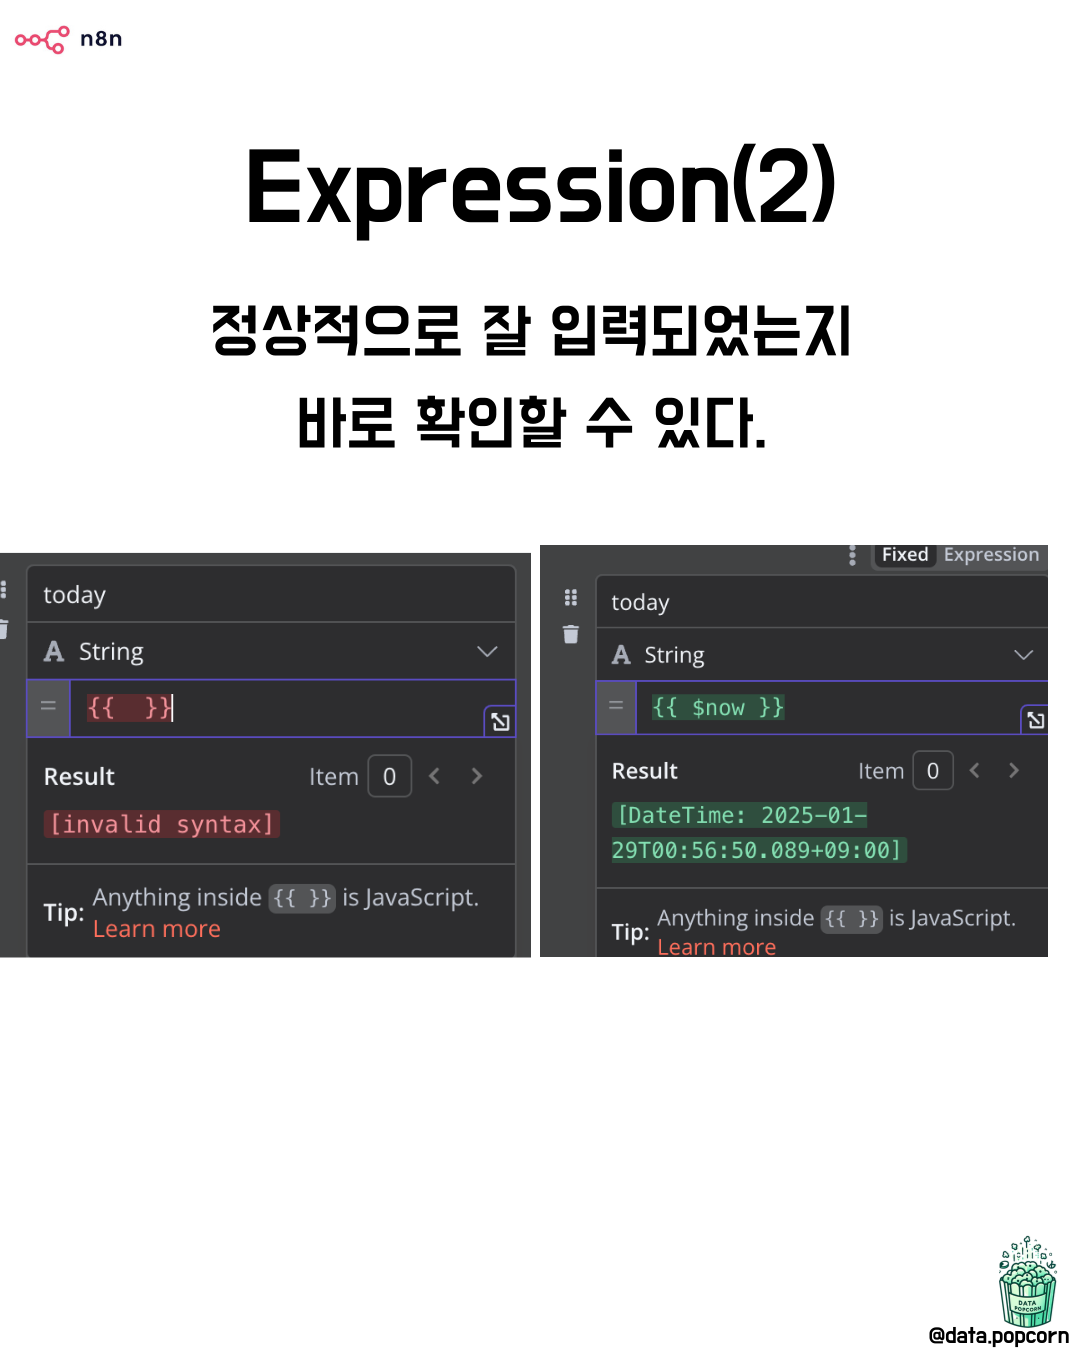 n8n
Expression(2)
정상적으로 잘 입력되었는지
바로 확인할 수 있다.
today
A String
= {{  }}
Result Item 0 < >
[invalid syntax]
Tip: Anything inside {{ }} is JavaScript.
Learn more
Fixed Expression
today
A String
= {{ $now }}
Result Item 0 < >
[DateTime: 2025-01-
29T00:56:50.089+09:00]
Tip: Anything inside {{ }} is JavaScript.
Learn more
DATA
POPCORN
@data.popcorn